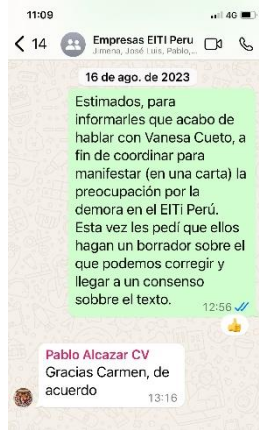 11:09
4G
14
Empresas EITI Peru
Jimena, José Luis, Pablo,...
16 de ago. de 2023
Estimados, para
informarles que acabo de
hablar con Vanesa Cueto, a
fin de coordinar para
manifestar (en una carta) la
preocupación por la
demora en el EITi Perú.
Esta vez les pedí que ellos
hagan un borrador sobre el
que podemos corregir y
llegar a un consenso
sobbre el texto.
12:56
Pablo Alcazar CV
Gracias Carmen, de
acuerdo
13:16